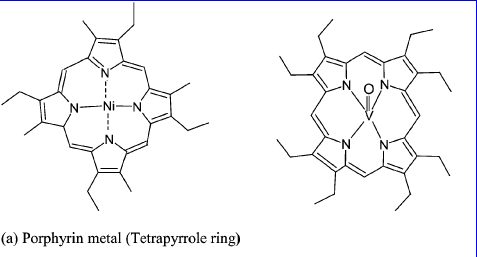 N
N Ni N
N
O
N N
V
N N
(a) Porphyrin metal (Tetrapyrrole ring)